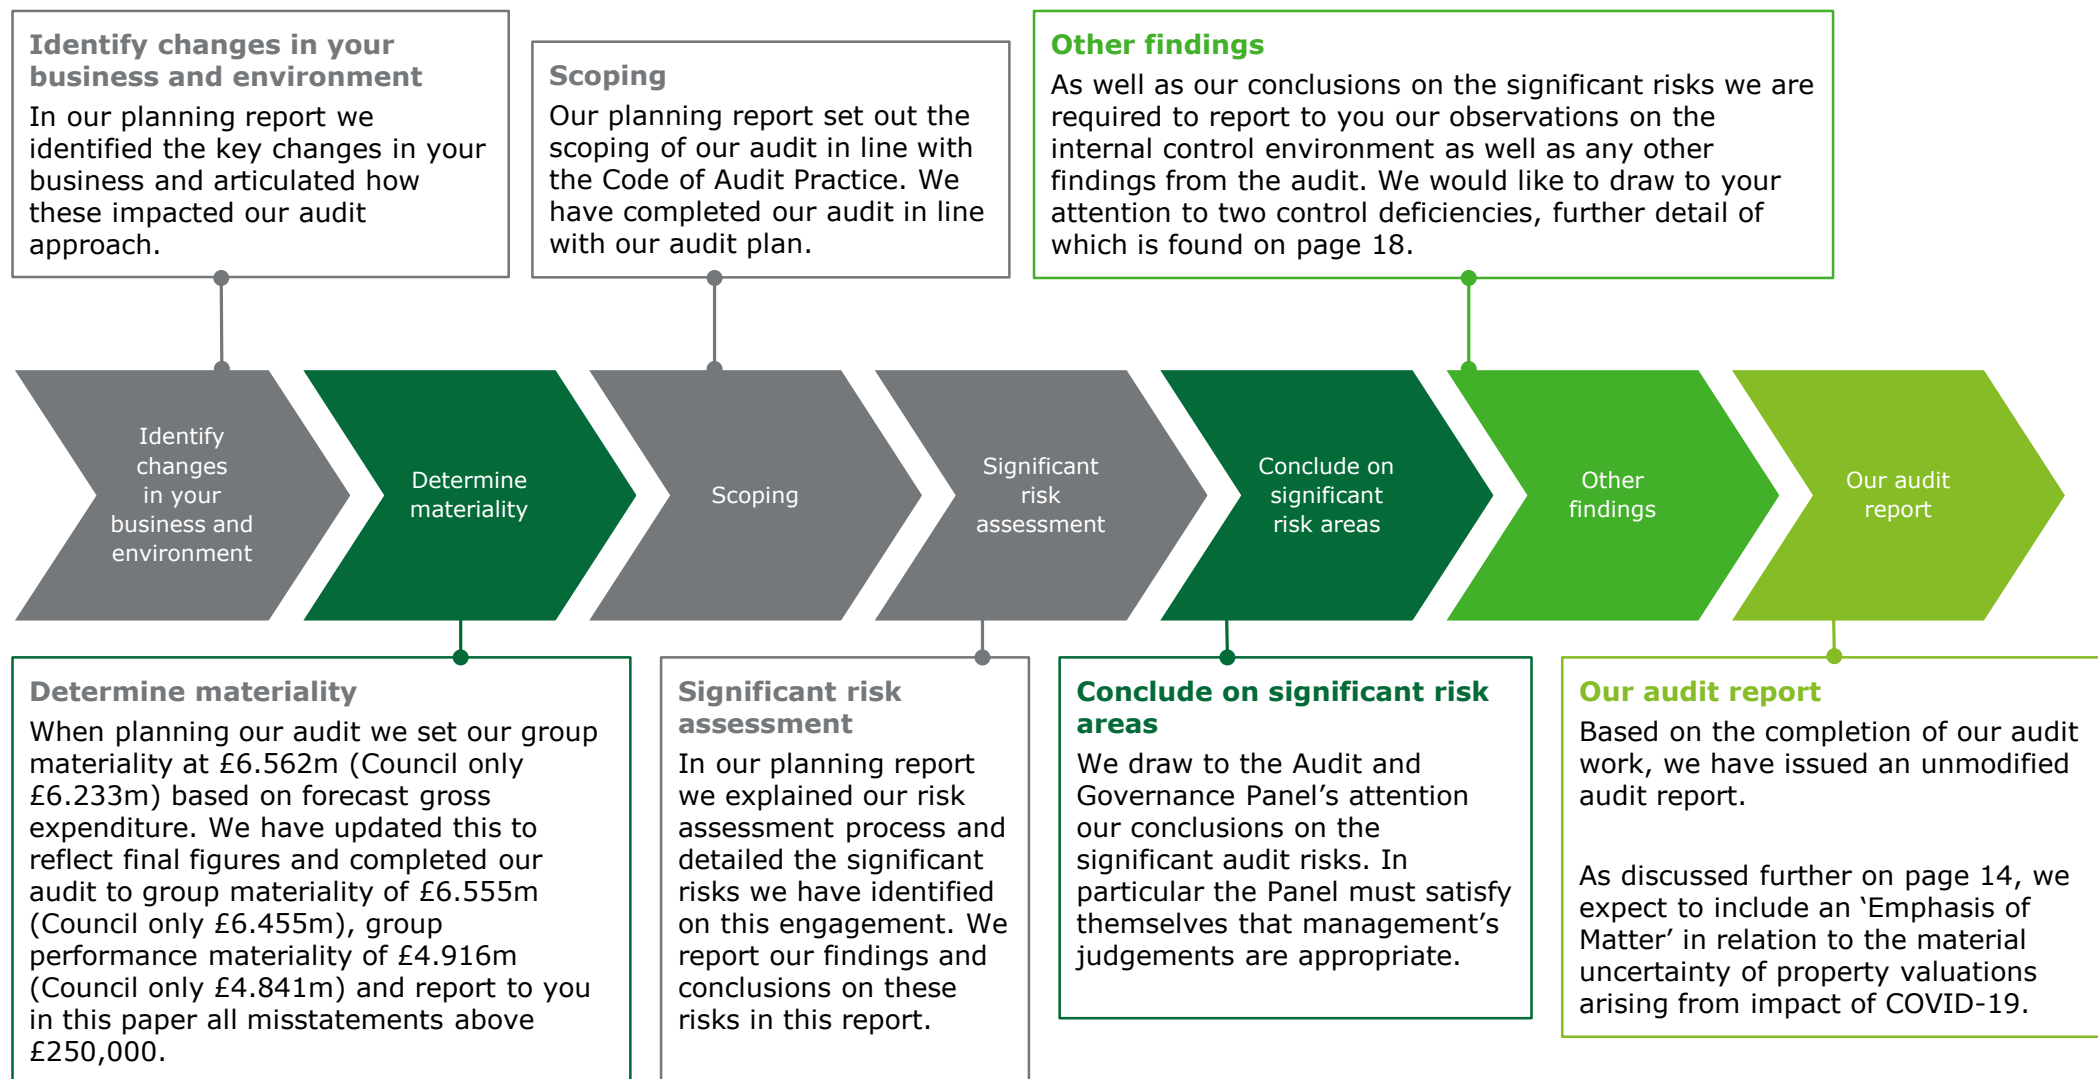 Identify changes in your
business and environment
In our planning report we
identified the key changes in your
business and articulated how
these impacted our audit
approach.
Scoping
Our planning report set out the
scoping of our audit in line with
the Code of Audit Practice. We
have completed our audit in line
with our audit plan.
Other findings
As well as our conclusions on the significant risks we are
required to report to you our observations on the
internal control environment as well as any other
findings from the audit. We would like to draw to your
attention to two control deficiencies, further detail of
which is found on page 18.
Identify
changes
in your
business and
environment
Determine
materiality
Scoping
Significant
risk
assessment
Conclude on
significant
risk areas
Other
findings
Our audit
report
Determine materiality
When planning our audit we set our group
materiality at £6.562m (Council only
£6.233m) based on forecast gross
expenditure. We have updated this to
reflect final figures and completed our
audit to group materiality of £6.555m
(Council only £6.455m), group
performance materiality of £4.916m
(Council only £4.841m) and report to you
in this paper all misstatements above
£250,000.
Significant risk
assessment
In our planning report
we explained our risk
assessment process and
detailed the significant
risks we have identified
on this engagement. We
report our findings and
conclusions on these
risks in this report.
Conclude on significant risk
areas
We draw to the Audit and
Governance Panel’s attention
our conclusions on the
significant audit risks. In
particular the Panel must satisfy
themselves that management’s
judgements are appropriate.
Our audit report
Based on the completion of our audit
work, we have issued an unmodified
audit report.
As discussed further on page 14, we
expect to include an ‘Emphasis of
Matter’ in relation to the material
uncertainty of property valuations
arising from impact of COVID-19.